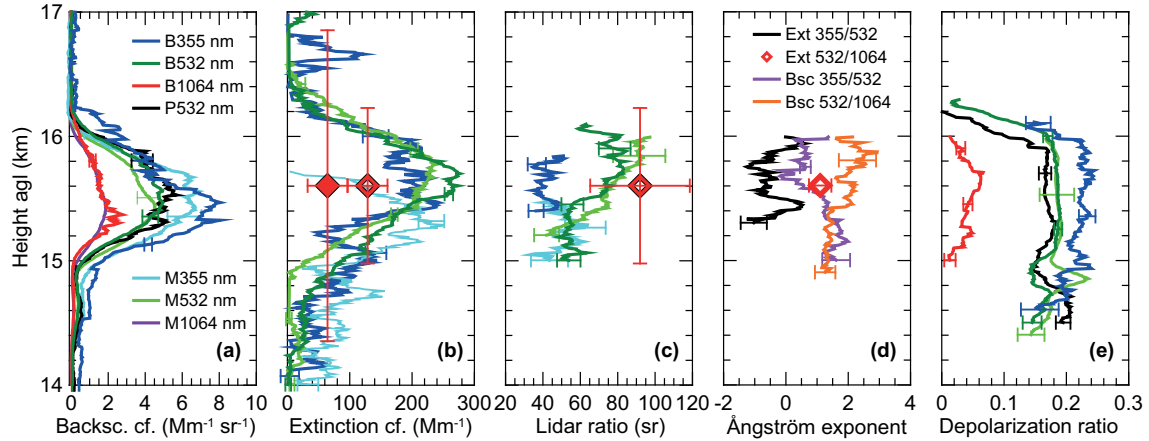 17
16
15
14
Height agl (km)
B355 nm
B532 nm
B1064 nm
P532 nm
M355 nm
M532 nm
M1064 nm
(a)
0 2 4 6 8 10
Backsc. cf. (Mm⁻¹ sr⁻¹)
(b)
0 100 200 300
Extinction cf. (Mm⁻¹)
(c)
20 40 60 80 100 120
Lidar ratio (sr)
Ext 355/532
Ext 532/1064
Bsc 355/532
Bsc 532/1064
(d)
-2 0 2 4
Ångström exponent
(e)
0 0.1 0.2 0.3
Depolarization ratio